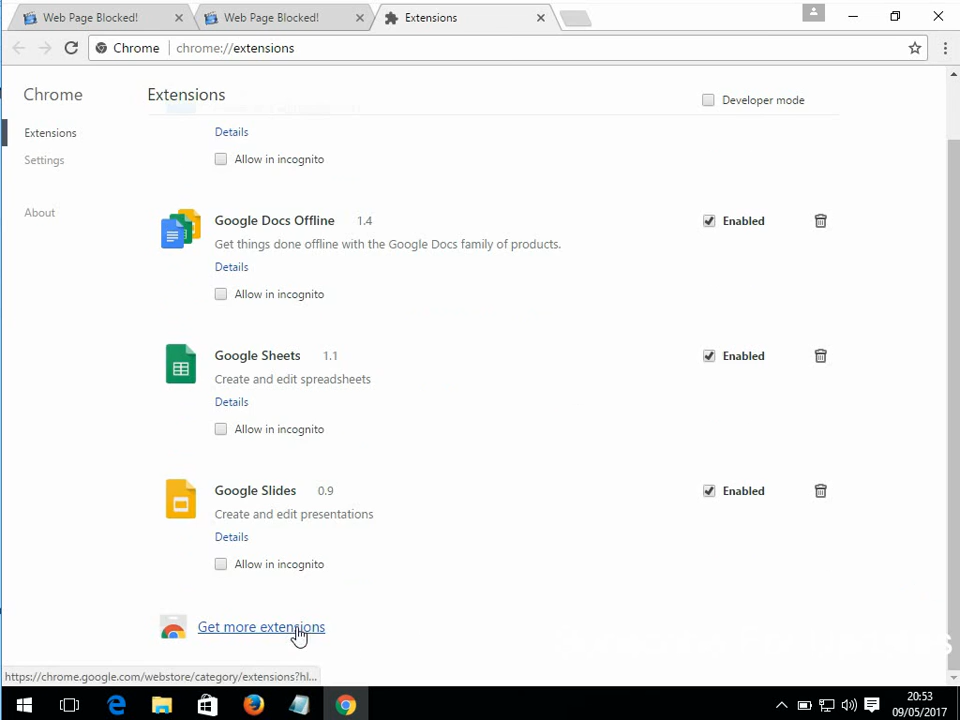 Web Page Blocked!
Web Page Blocked!
Extensions
Chrome
chrome://extensions
Chrome
Extensions
Developer mode
Extensions
Settings
About
Details
Allow in incognito
Google Docs Offline 1.4
Enabled
Get things done offline with the Google Docs family of products.
Details
Allow in incognito
Google Sheets 1.1
Enabled
Create and edit spreadsheets
Details
Allow in incognito
Google Slides 0.9
Enabled
Create and edit presentations
Details
Allow in incognito
Get more extensions
https://chrome.google.com/webstore/category/extensions?hl...
20:53
09/05/2017